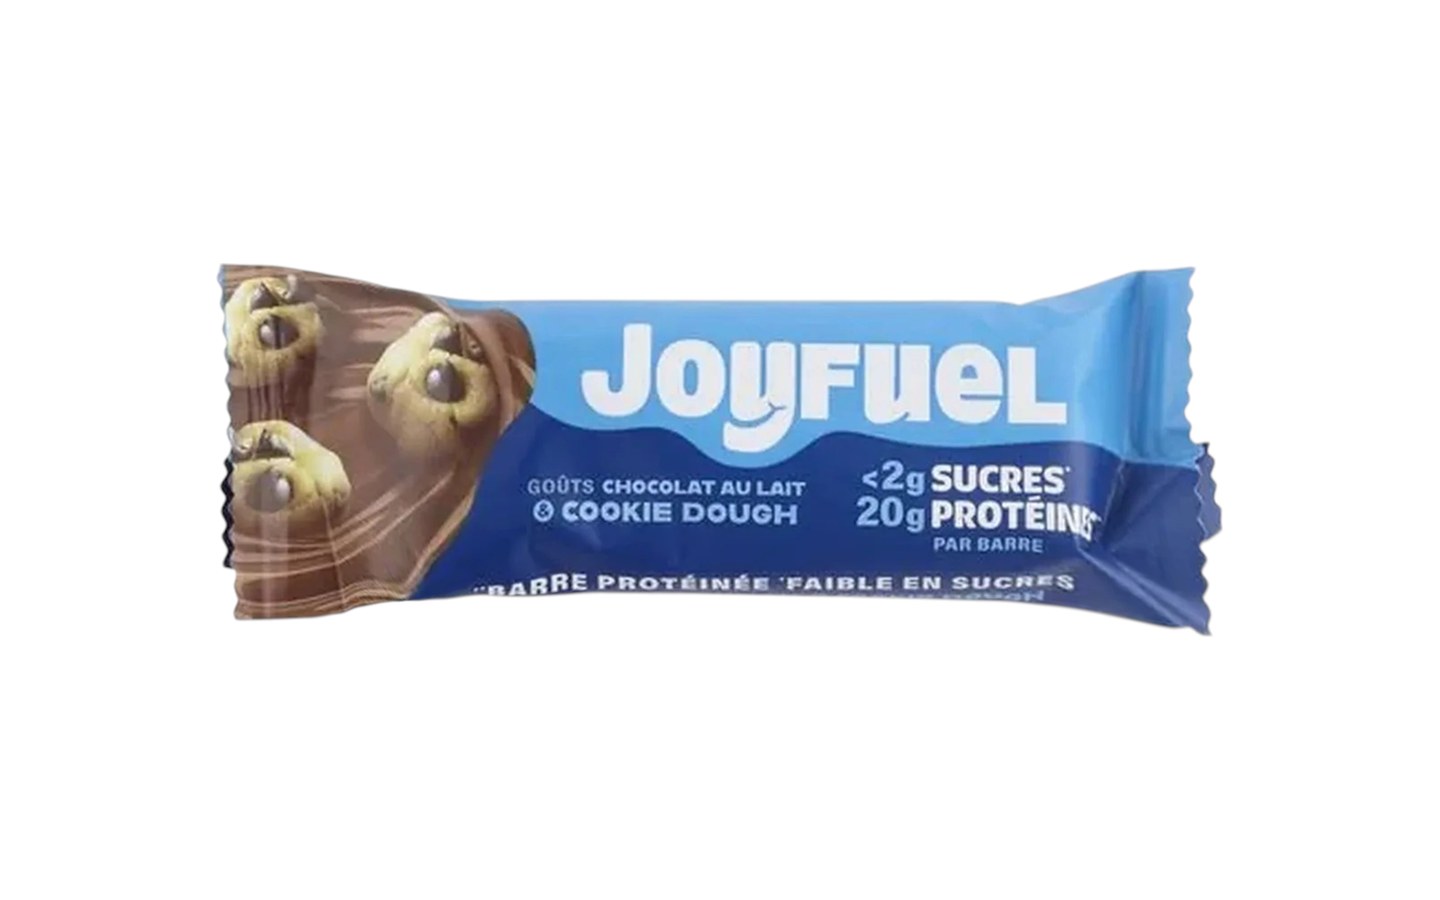 JOYFUEL
GOÛTS CHOCOLAT AU LAIT
& COOKIE DOUGH
<2g SUCRES*
20g PROTÉINES**
PAR BARRE
**BARRE PROTÉINÉE *FAIBLE EN SUCRES